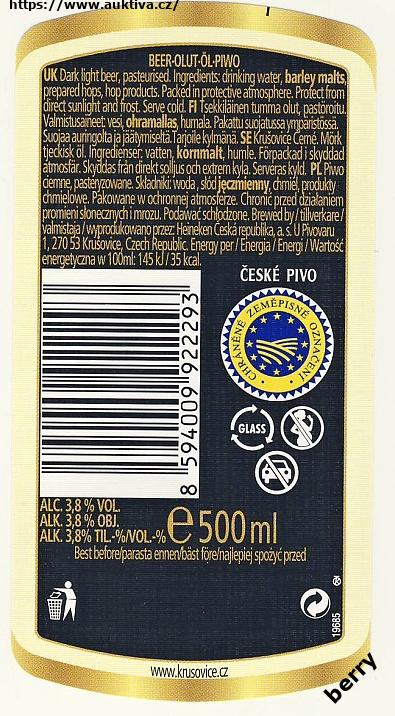 https://www.auktiva.cz/
BEER-OLUT-ÖL-PIWO
UK Dark light beer, pasteurised. Ingredients: drinking water, barley malts,
prepared hops, hop products. Packed in protective atmosphere. Protect from
direct sunlight and frost. Serve cold. FI Tsekkiläinen tumma olut, pastöroitu.
Valmistusaineet: vesi, ohramallas, humala. Pakattu suojatussa ympäristössä.
Suojaa auringolta ja jäätymiseltä. Tarjoile kylmänä. SE Krušovice Černé. Mörk
tjeckisk öl. Ingredienser: vatten, kornmalt, humle. Förpackad i skyddad
atmosfär. Skyddas från direkt solljus och extrem kyla. Serveras kyld. PL Piwo
ciemne, pasteryzowane. Składniki: woda, słód jęczmienny, chmiel, produkty
chmielowe. Pakowane w ochronnej atmosferze. Chronić przed działaniem
promieni słonecznych i mrozu. Podawać schłodzone. Brewed by / tillverkare /
valmistaja / wyprodukowano przez: Heineken Česká republika, a. s. U Pivovaru
1, 270 53 Krušovice, Czech Republic. Energy per / Energia / Energi / Wartość
energetyczna w 100ml: 145 kJ / 35 kcal.
ČESKÉ PIVO
CHRÁNĚNÉ ZEMĚPISNÉ OZNAČENÍ
GLASS
8 594009 922293
ALC. 3,8 % VOL.
ALK. 3,8 % OBJ.
ALK. 3,8% TIL.-%/VOL.-%
e 500 ml
Best before/parasta ennen/bäst före/najlepiej spożyć przed
19685
www.krusovice.cz
berry